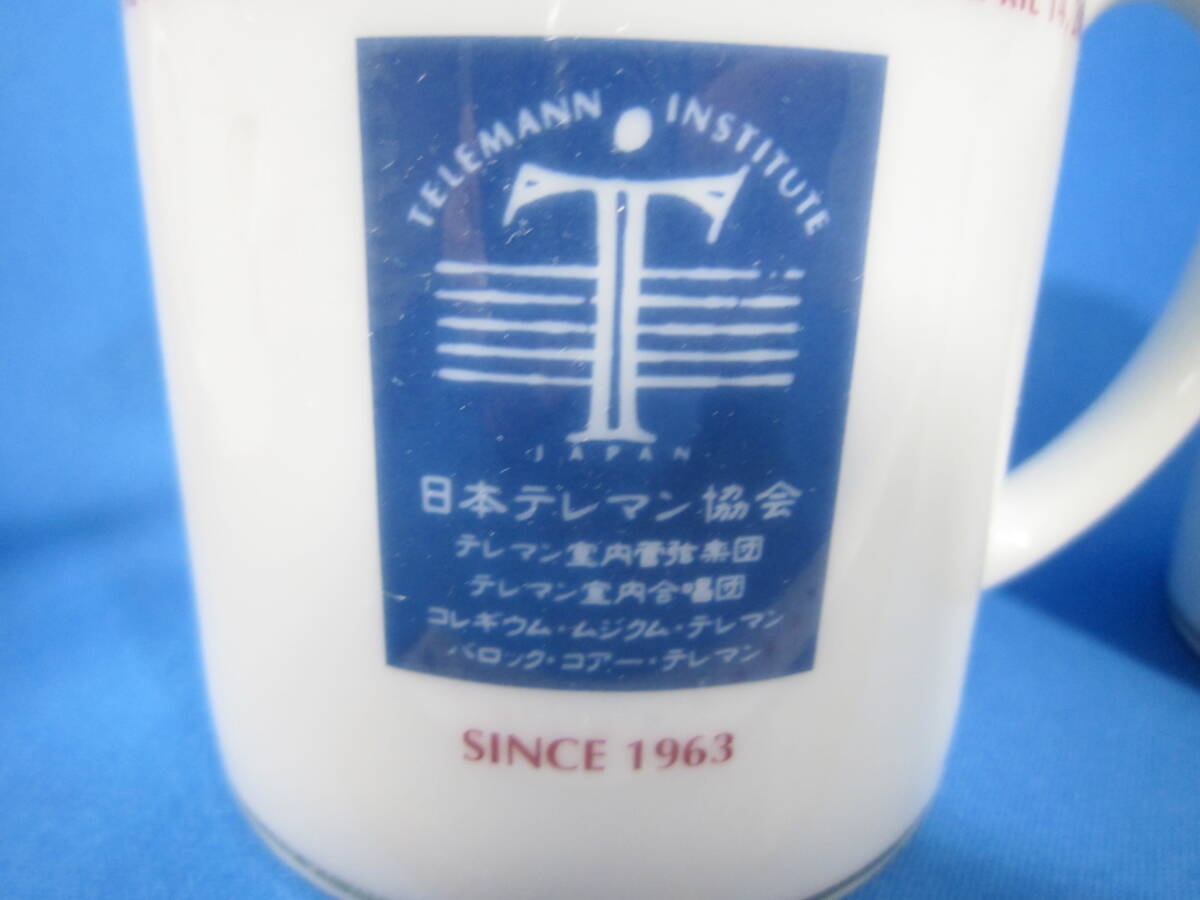 TELEMANN INSTITUTE
JAPAN
日本テレマン協会
テレマン室内管弦楽団
テレマン室内合唱団
コレギウム・ムジクム・テレマン
バロック・コアー・テレマン
SINCE 1963